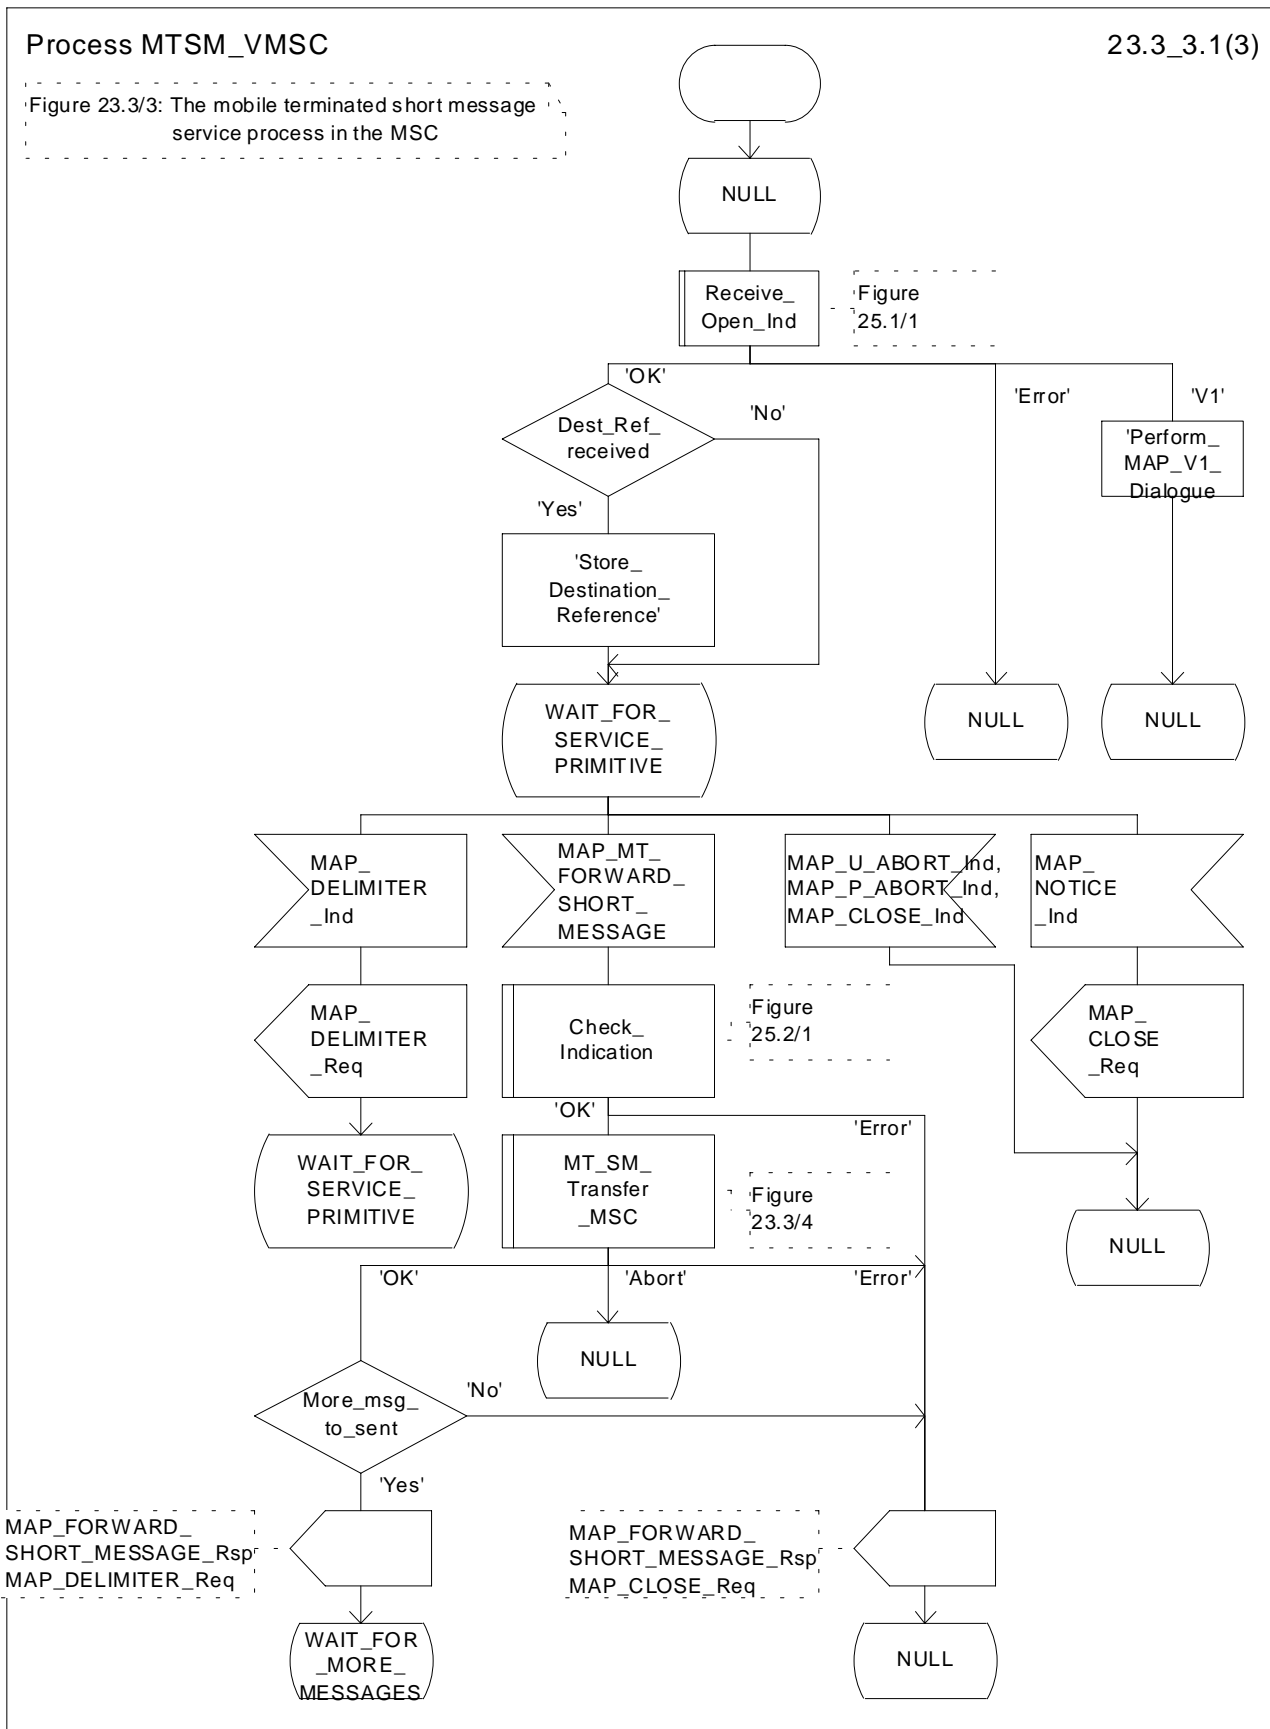 Process MTSM_VMSC
23.3_3.1(3)
Figure 23.3/3: The mobile terminated short message
service process in the MSC
NULL
Receive_
Open_Ind
Figure
25.1/1
'OK'
'No'
'Error'
'V1'
Dest_Ref_
received
'Perform_
MAP_V1_
Dialogue
'Yes'
'Store_
Destination_
Reference'
WAIT_FOR_
SERVICE_
PRIMITIVE
NULL
NULL
MAP_
DELIMITER
_Ind
MAP_MT_
FORWARD_
SHORT_
MESSAGE
MAP_U_ABORT_Ind,
MAP_P_ABORT_Ind,
MAP_CLOSE_Ind
MAP_
NOTICE
_Ind
MAP_
DELIMITER
_Req
Check_
Indication
Figure
25.2/1
MAP_
CLOSE
_Req
'OK'
'Error'
WAIT_FOR_
SERVICE_
PRIMITIVE
MT_SM_
Transfer
_MSC
Figure
23.3/4
NULL
'OK'
'Abort'
'Error'
NULL
More_msg_
to_sent
'No'
'Yes'
MAP_FORWARD_
SHORT_MESSAGE_Rsp
MAP_DELIMITER_Req
MAP_FORWARD_
SHORT_MESSAGE_Rsp
MAP_CLOSE_Req
WAIT_FOR
_MORE_
MESSAGES
NULL